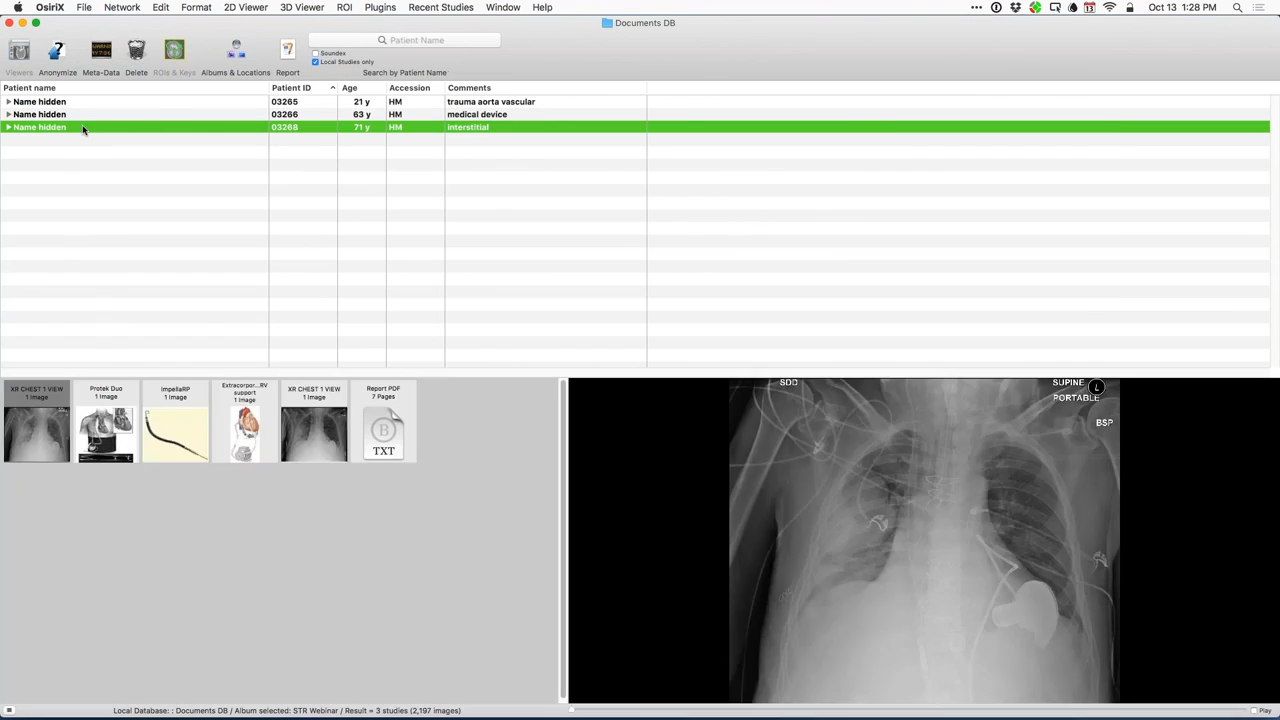 OsiriX File Edit Format 2D Viewer 3D Viewer ROI Plugins Recent Studies Window Help ••• 13 Oct 13 1:28 PM
Documents DB
Patient Name
Soundex
Local Studies only
Viewers Anonymize Meta-Data Delete ROIs & Keys Albums & Locations Report Search by Patient Name
Patient name Patient ID Age Accession Comments
Name hidden 03265 21 y HM trauma aorta vascular
Name hidden 03266 63 y HM medical device
Name hidden 03268 71 y HM interstitial
XR CHEST 1 VIEW
1 Image
Protek Duo
1 Image
ImpellaRP
1 Image
Extracorpor...RV
support
1 Image
XR CHEST 1 VIEW
1 Image
Report PDF
7 Pages
B
TXT
SDD
SUPINE
L
PORTABLE
BSP
Local Database: : Documents DB / Album selected: STR Webinar / Result = 3 studies (2,197 images)
Play